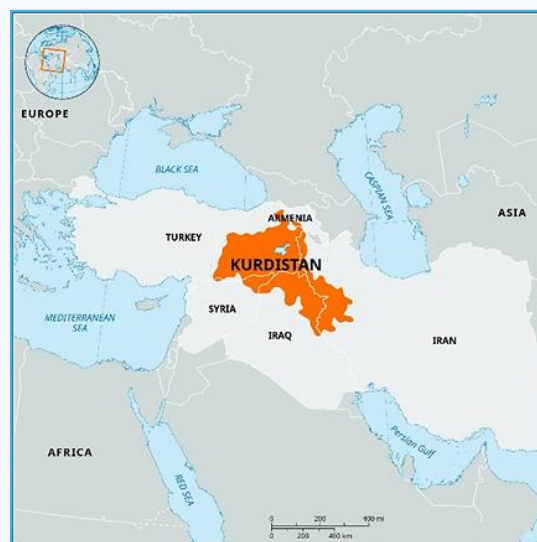 EUROPE
BLACK SEA
CASPIAN SEA
ASIA
ARMENIA
TURKEY
KURDISTAN
MEDITERRANEAN
SEA
SYRIA
IRAQ
IRAN
AFRICA
RED SEA
Persian Gulf
0 200 400 mi
0 200 400 km